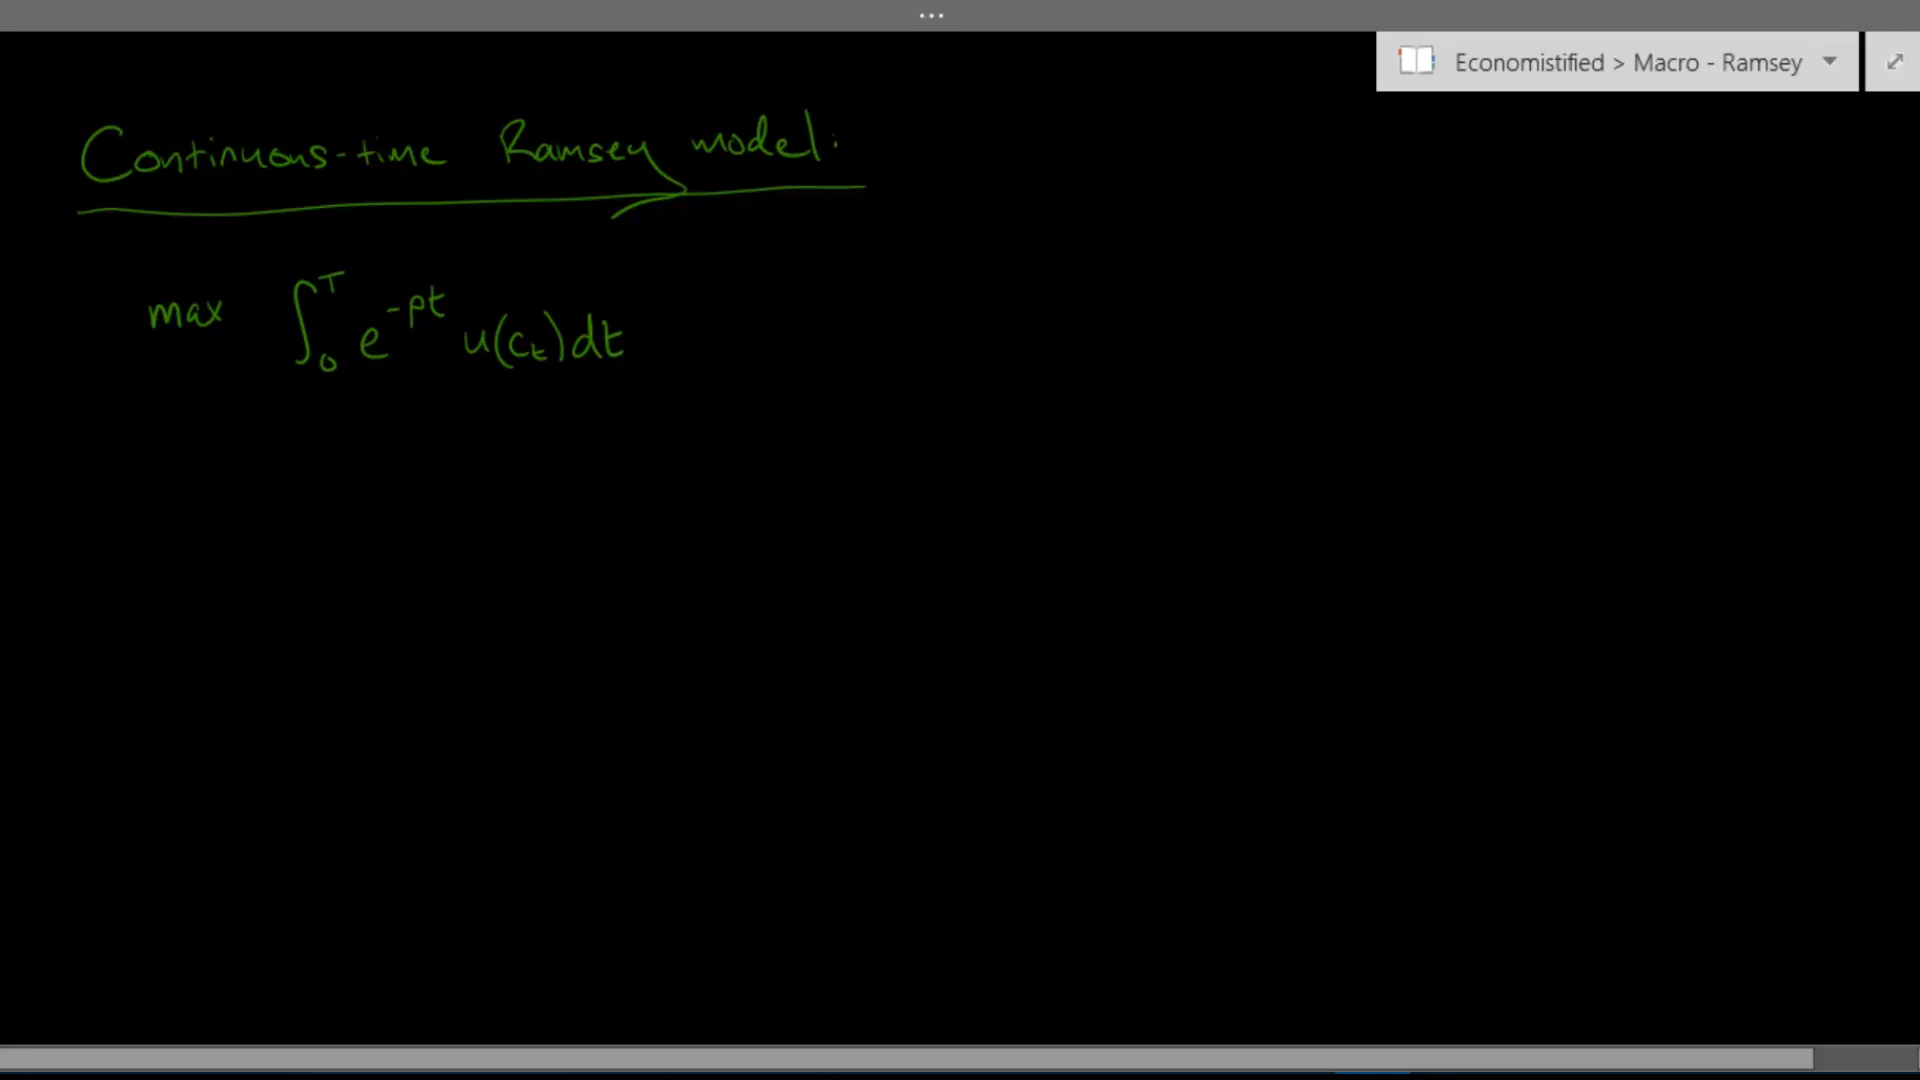 ...
Economistified > Macro - Ramsey
Continuous-time Ramsey model:
max ∫₀ᵀ e^{-ρt} u(cₜ)dt